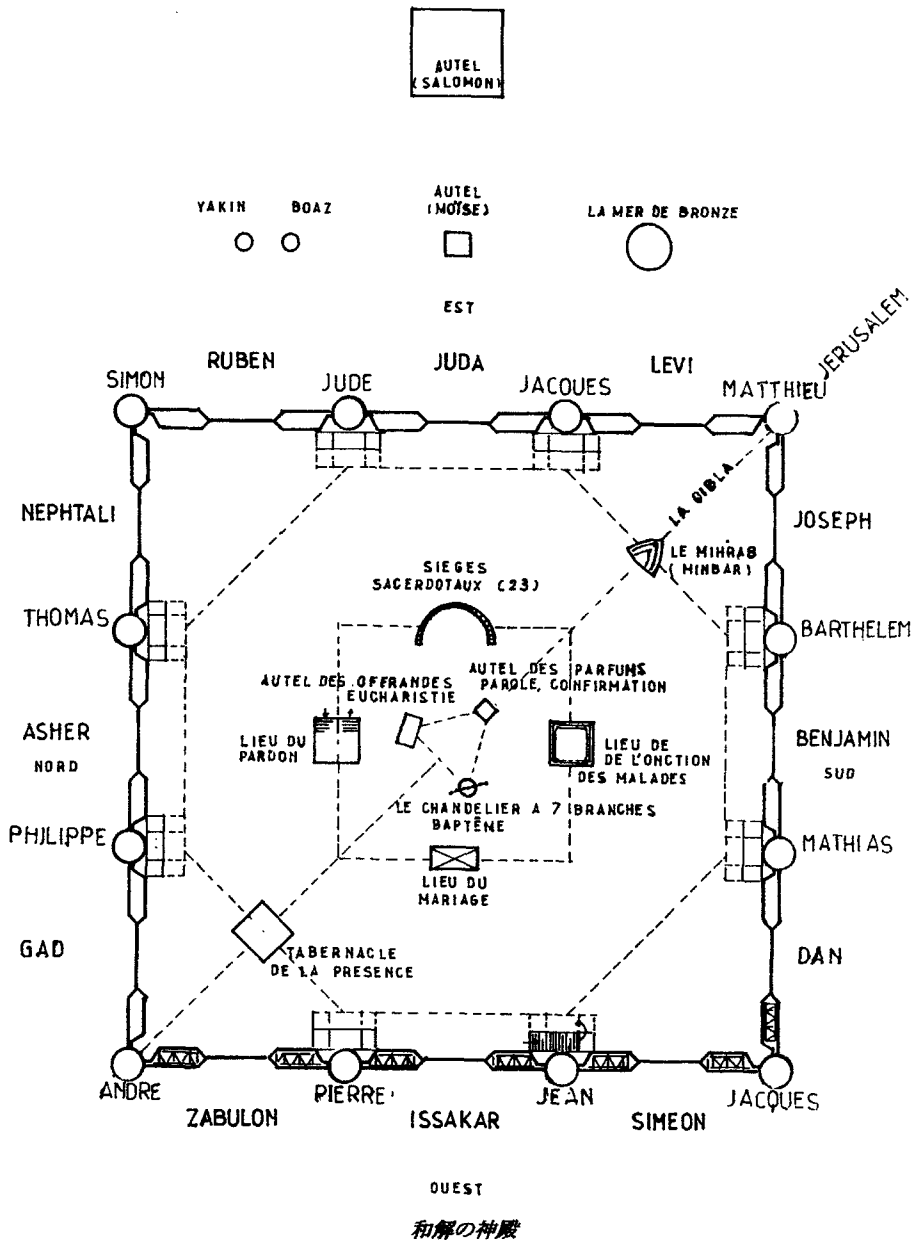 AUTEL
(SALOMON)
YAKIN
BOAZ
AUTEL
(MOÏSE)
LA MER DE BRONZE
EST
RUBEN
JUDA
LEVI
JERUSALEM
SIMON
JUDE
JACQUES
MATTHIEU
LA QIBLA
NEPHTALI
JOSEPH
LE MIHRAB
(MINBAR)
SIEGES
SACERDOTAUX (23)
THOMAS
BARTHELEM
AUTEL DES OFFRANDES
EUCHARISTIE
AUTEL DES PARFUMS
PAROLE, CONFIRMATION
ASHER
NORD
LIEU DU
PARDON
LIEU DE
DE L'ONCTION
DES MALADES
BENJAMIN
SUD
LE CHANDELIER A 7 BRANCHES
BAPTÊNE
PHILIPPE
MATHIAS
LIEU DU
MARIAGE
GAD
TABERNACLE
DE LA PRESENCE
DAN
ANDRE
PIERRE
JEAN
JACQUES
ZABULON
ISSAKAR
SIMEON
OUEST
和解の神殿